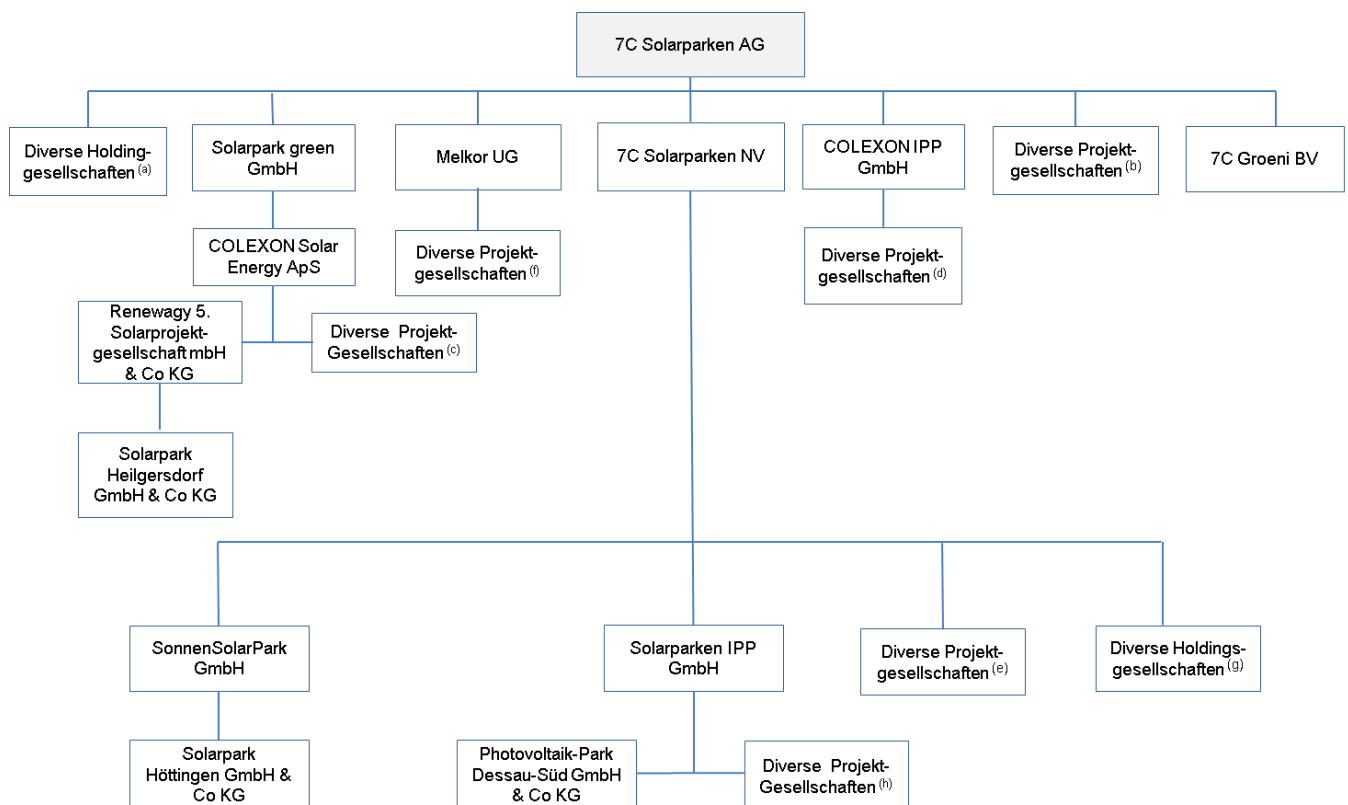 7C Solarparken AG
Diverse Holding-
gesellschaften (a)
Solarpark green
GmbH
Melkor UG
7C Solarparken NV
COLEXON IPP
GmbH
Diverse Projekt-
gesellschaften (b)
7C Groeni BV
COLEXON Solar
Energy ApS
Diverse Projekt-
gesellschaften (f)
Diverse Projekt-
gesellschaften (d)
Renewagy 5.
Solarprojekt-
gesellschaft mbH
& Co KG
Diverse Projekt-
Gesellschaften (c)
Solarpark
Heilgersdorf
GmbH & Co KG
SonnenSolarPark
GmbH
Solarparken IPP
GmbH
Diverse Projekt-
gesellschaften (e)
Diverse Holdings-
gesellschaften (g)
Solarpark
Höttingen GmbH &
Co KG
Photovoltaik-Park
Dessau-Süd GmbH
& Co KG
Diverse Projekt-
Gesellschaften (h)